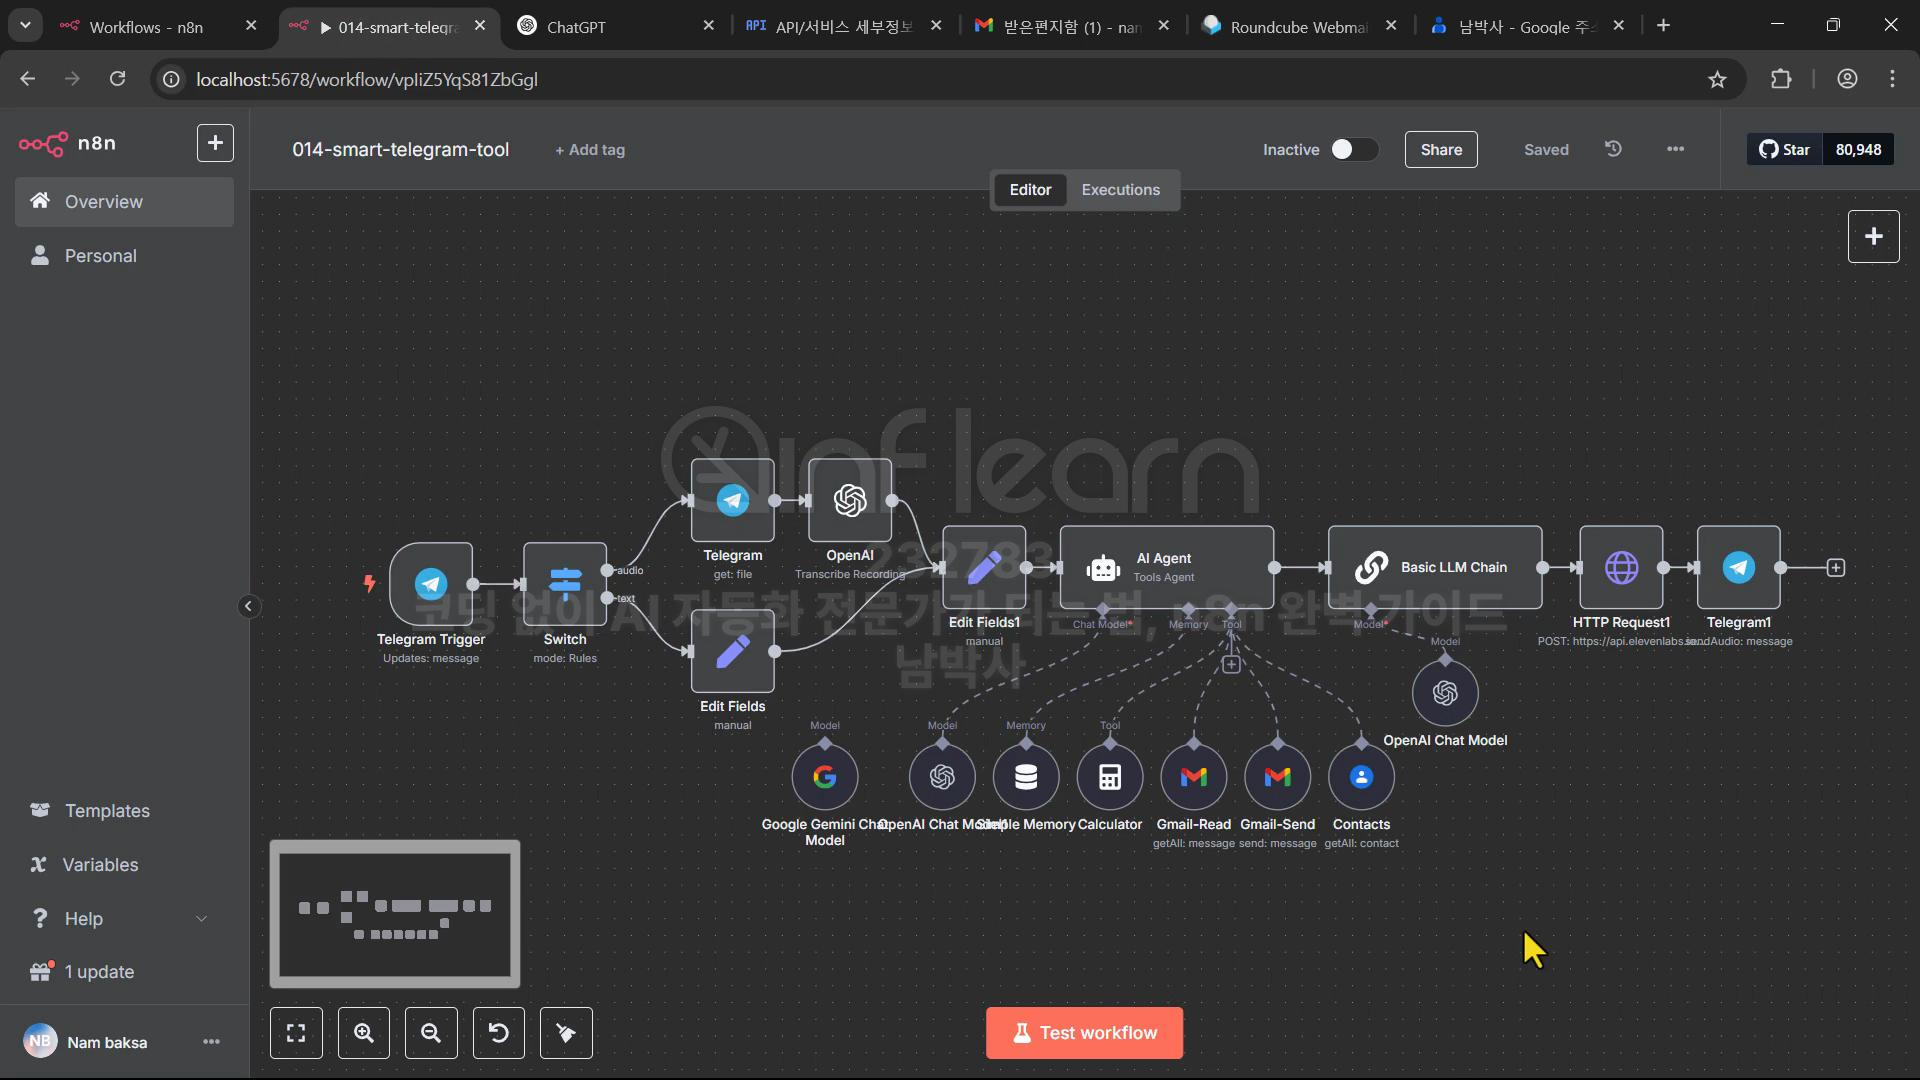 Workflows - n8n
014-smart-telegra
ChatGPT
API API/서비스 세부정보
받은편지함 (1) - nan
Roundcube Webmai
남박사 - Google 주
localhost:5678/workflow/vpIiZ5YqS81ZbGgl
n8n
014-smart-telegram-tool
+ Add tag
Inactive
Share
Saved
Star
80,948
Editor
Executions
Overview
Personal
inflearn
232783
코딩 없이 AI 자동화 전문가가 되는 법, n8n 완벽 가이드
남박사
Telegram
get: file
OpenAI
Transcribe Recording
audio
text
Telegram Trigger
Updates: message
Switch
mode: Rules
Edit Fields
manual
Edit Fields1
manual
AI Agent
Tools Agent
Chat Model*
Memory
Tool
Basic LLM Chain
Model*
HTTP Request1
POST: https://api.elevenlabs.
Telegram1
sendAudio: message
Model
OpenAI Chat Model
Model
Model
Memory
Tool
Google Gemini Chat Model
OpenAI Chat Model1
Simple Memory
Calculator
Gmail-Read
getAll: message
Gmail-Send
send: message
Contacts
getAll: contact
Templates
Variables
Help
1 update
NB
Nam baksa
Test workflow